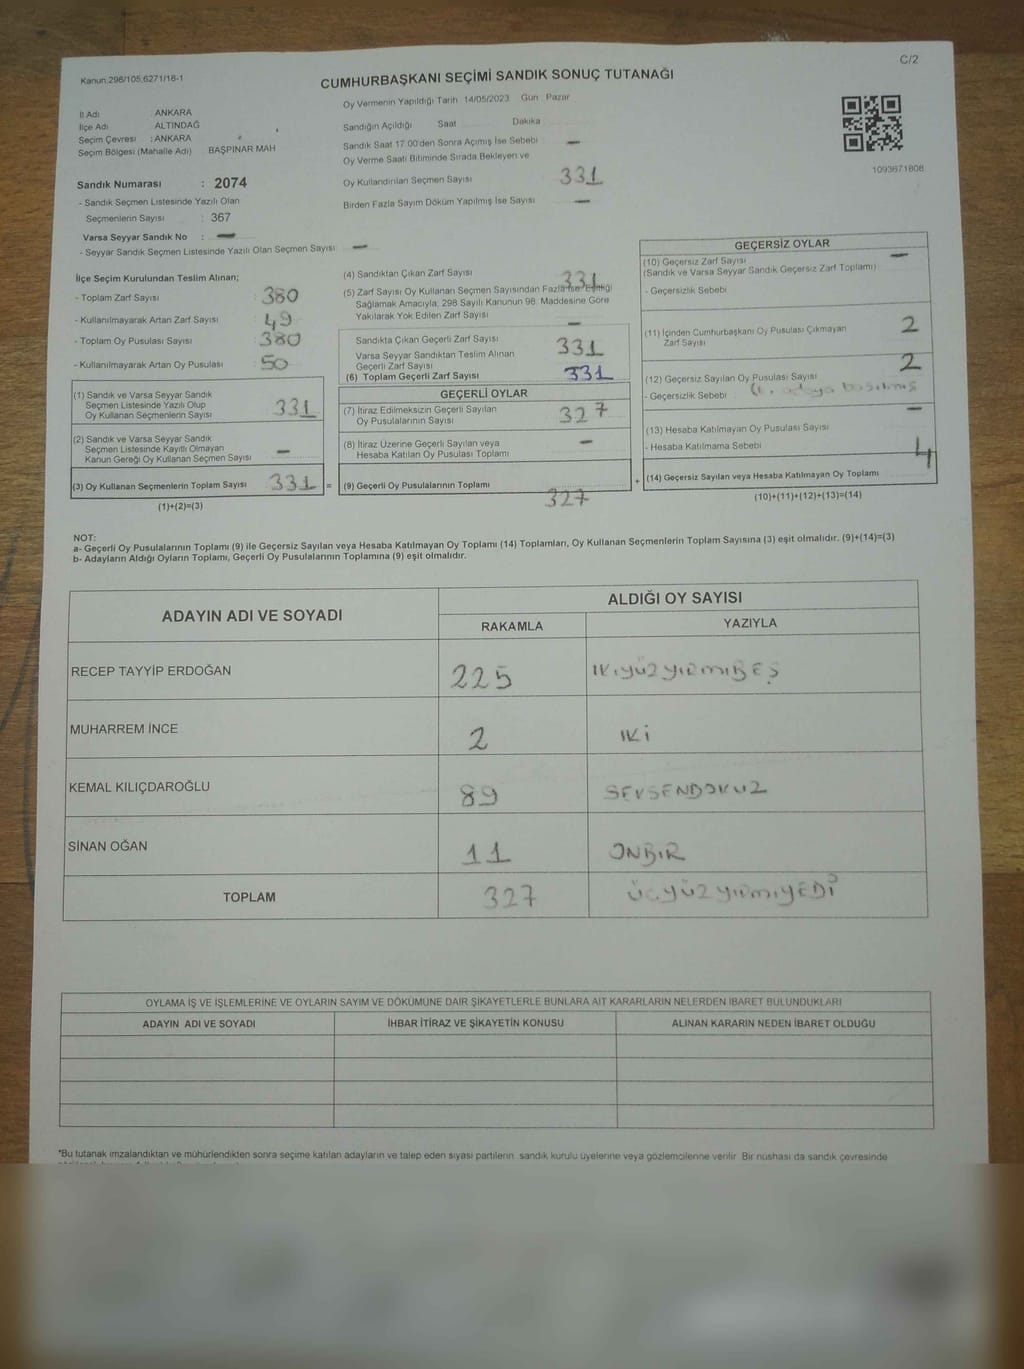 C/2
Kanun 298/105,6271/18-1
CUMHURBAŞKANI SEÇİMİ SANDIK SONUÇ TUTANAĞI
Oy Vermenin Yapıldığı Tarih 14/05/2023 Gün : Pazar
İl Adı ANKARA
İlçe Adı ALTINDAĞ
Seçim Çevresi : ANKARA
Seçim Bölgesi (Mahalle Adı) BAŞPINAR MAH
Sandığın Açıldığı Saat Dakika
Sandık Saat 17:00'den Sonra Açımış İse Sebebi —
Oy Verme Saati Bitiminde Sırada Bekleyen ve
Oy Kullandırılan Seçmen Sayısı 331
Birden Fazla Sayım Döküm Yapılmış İse Sayısı —
1093671808
Sandık Numarası : 2074
- Sandık Seçmen Listesinde Yazılı Olan
Seçmenlerin Sayısı : 367
Varsa Seyyar Sandık No : —
- Seyyar Sandık Seçmen Listesinde Yazılı Olan Seçmen Sayısı —
İlçe Seçim Kurulundan Teslim Alınan;
- Toplam Zarf Sayısı 380
- Kullanılmayarak Artan Zarf Sayısı 49
- Toplam Oy Pusulası Sayısı 380
- Kullanılmayarak Artan Oy Pusulası 50
(1) Sandık ve Varsa Seyyar Sandık
Seçmen Listesinde Yazılı Olup
Oy Kullanan Seçmenlerin Sayısı 331
(2) Sandık ve Varsa Seyyar Sandık
Seçmen Listesinde Kayıtlı Olmayan
Kanun Gereği Oy Kullanan Seçmen Sayısı —
(3) Oy Kullanan Seçmenlerin Toplam Sayısı 331 =
(1)+(2)=(3)
(4) Sandıktan Çıkan Zarf Sayısı 331
(5) Zarf Sayısı Oy Kullanan Seçmen Sayısından Fazla İse, Eşitliği
Sağlamak Amacıyla, 298 Sayılı Kanunun 98. Maddesine Göre
Yakılarak Yok Edilen Zarf Sayısı —
Sandıkta Çıkan Geçerli Zarf Sayısı 331
Varsa Seyyar Sandıktan Teslim Alınan
Geçerli Zarf Sayısı
(6) Toplam Geçerli Zarf Sayısı 331
GEÇERLİ OYLAR
(7) İtiraz Edilmeksizin Geçerli Sayılan
Oy Pusulalarının Sayısı 327
(8) İtiraz Üzerine Geçerli Sayılan veya
Hesaba Katılan Oy Pusulası Toplamı —
(9) Geçerli Oy Pusulalarının Toplamı 327 +
GEÇERSİZ OYLAR
(10) Geçersiz Zarf Sayısı —
(Sandık ve Varsa Seyyar Sandık Geçersiz Zarf Toplamı)
- Geçersizlik Sebebi
(11) İçinden Cumhurbaşkanı Oy Pusulası Çıkmayan 2
Zarf Sayısı
(12) Geçersiz Sayılan Oy Pusulası Sayısı 2
- Geçersizlik Sebebi adaya basılmış
(13) Hesaba Katılmayan Oy Pusulası Sayısı —
- Hesaba Katılmama Sebebi
(14) Geçersiz Sayılan veya Hesaba Katılmayan Oy Toplamı 4
(10)+(11)+(12)+(13)=(14)
NOT:
a- Geçerli Oy Pusulalarının Toplamı (9) ile Geçersiz Sayılan veya Hesaba Katılmayan Oy Toplamı (14) Toplamları, Oy Kullanan Seçmenlerin Toplam Sayısına (3) eşit olmalıdır. (9)+(14)=(3)
b- Adayların Aldığı Oyların Toplamı, Geçerli Oy Pusulalarının Toplamına (9) eşit olmalıdır.
ADAYIN ADI VE SOYADI ALDIĞI OY SAYISI
RAKAMLA YAZIYLA
RECEP TAYYİP ERDOĞAN 225 İKİYÜZYİRMİBEŞ
MUHARREM İNCE 2 İKİ
KEMAL KILIÇDAROĞLU 89 SEKSENDOKUZ
SİNAN OĞAN 11 ONBİR
TOPLAM 327 ÜÇYÜZYİRMİYEDİ
OYLAMA İŞ VE İŞLEMLERİNE VE OYLARIN SAYIM VE DÖKÜMÜNE DAİR ŞİKAYETLERLE BUNLARA AİT KARARLARIN NELERDEN İBARET BULUNDUKLARI
ADAYIN ADI VE SOYADI İHBAR İTİRAZ VE ŞİKAYETİN KONUSU ALINAN KARARIN NEDEN İBARET OLDUĞU
*Bu tutanak imzalandıktan ve mühürlendikten sonra seçime katılan adayların ve talep eden siyasi partilerin sandık kurulu üyelerine veya gözlemcilerine verilir. Bir nüshası da sandık çevresinde